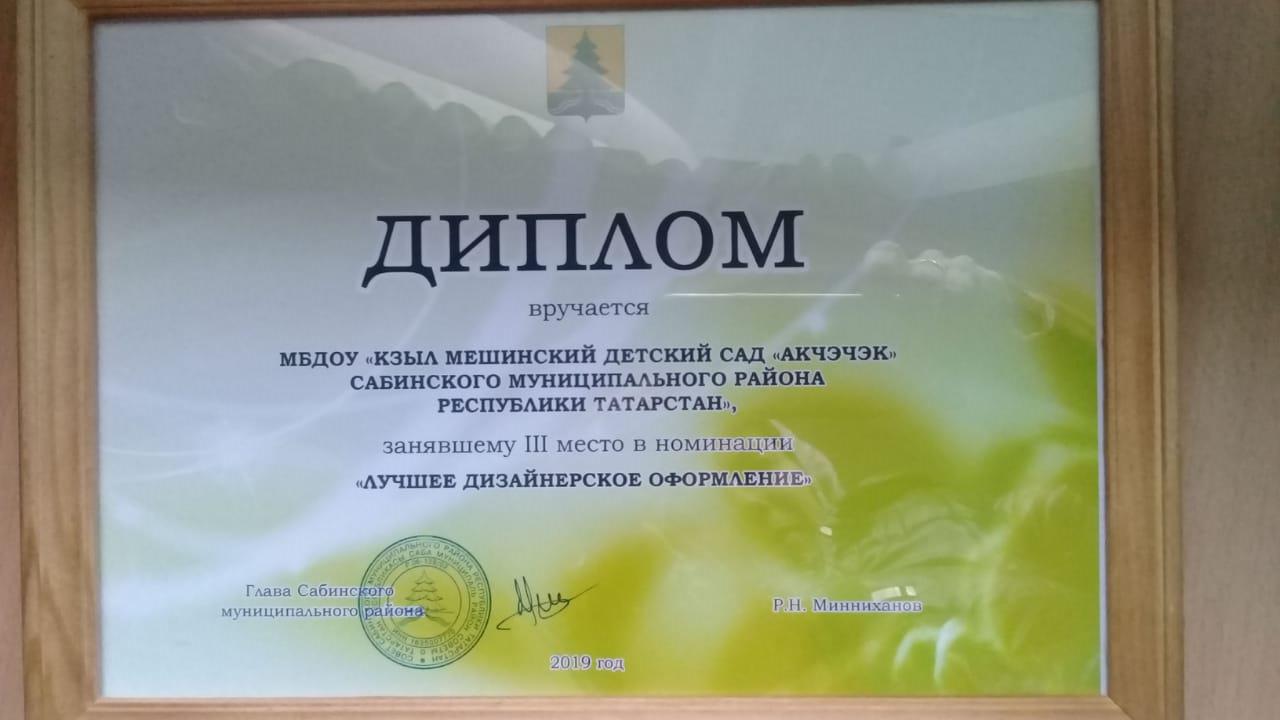 ДИПЛОМ
вручается
МБДОУ «КЗЫЛ МЕШИНСКИЙ ДЕТСКИЙ САД «АКЧЭЧЭК»
САБИНСКОГО МУНИЦИПАЛЬНОГО РАЙОНА
РЕСПУБЛИКИ ТАТАРСТАН»,
занявшему III место в номинации
«ЛУЧШЕЕ ДИЗАЙНЕРСКОЕ ОФОРМЛЕНИЕ»
Глава Сабинского
муниципального района
Р.Н. Минниханов
2019 год